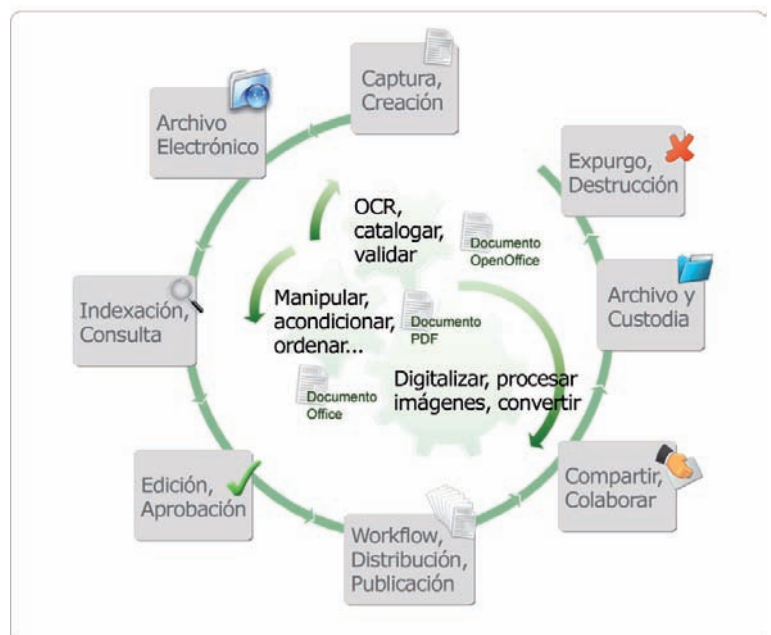 Captura,
Creación
Archivo
Electrónico
Indexación,
Consulta
Edición,
Aprobación
Workflow,
Distribución,
Publicación
Compartir,
Colaborar
Archivo y
Custodia
Expurgo,
Destrucción
OCR,
catalogar,
validar
Documento
OpenOffice
Manipular,
acondicionar,
ordenar...
Documento
PDF
Documento
Office
Digitalizar, procesar
imágenes, convertir